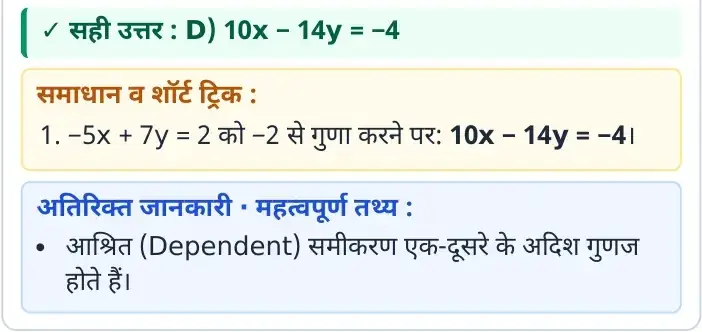 ✓ सही उत्तर : D) 10x − 14y = −4
समाधान व शॉर्ट ट्रिक :
1. −5x + 7y = 2 को −2 से गुणा करने पर: 10x − 14y = −4।
अतिरिक्त जानकारी · महत्वपूर्ण तथ्य :
• आश्रित (Dependent) समीकरण एक-दूसरे के अदिश गुणज
होते हैं।